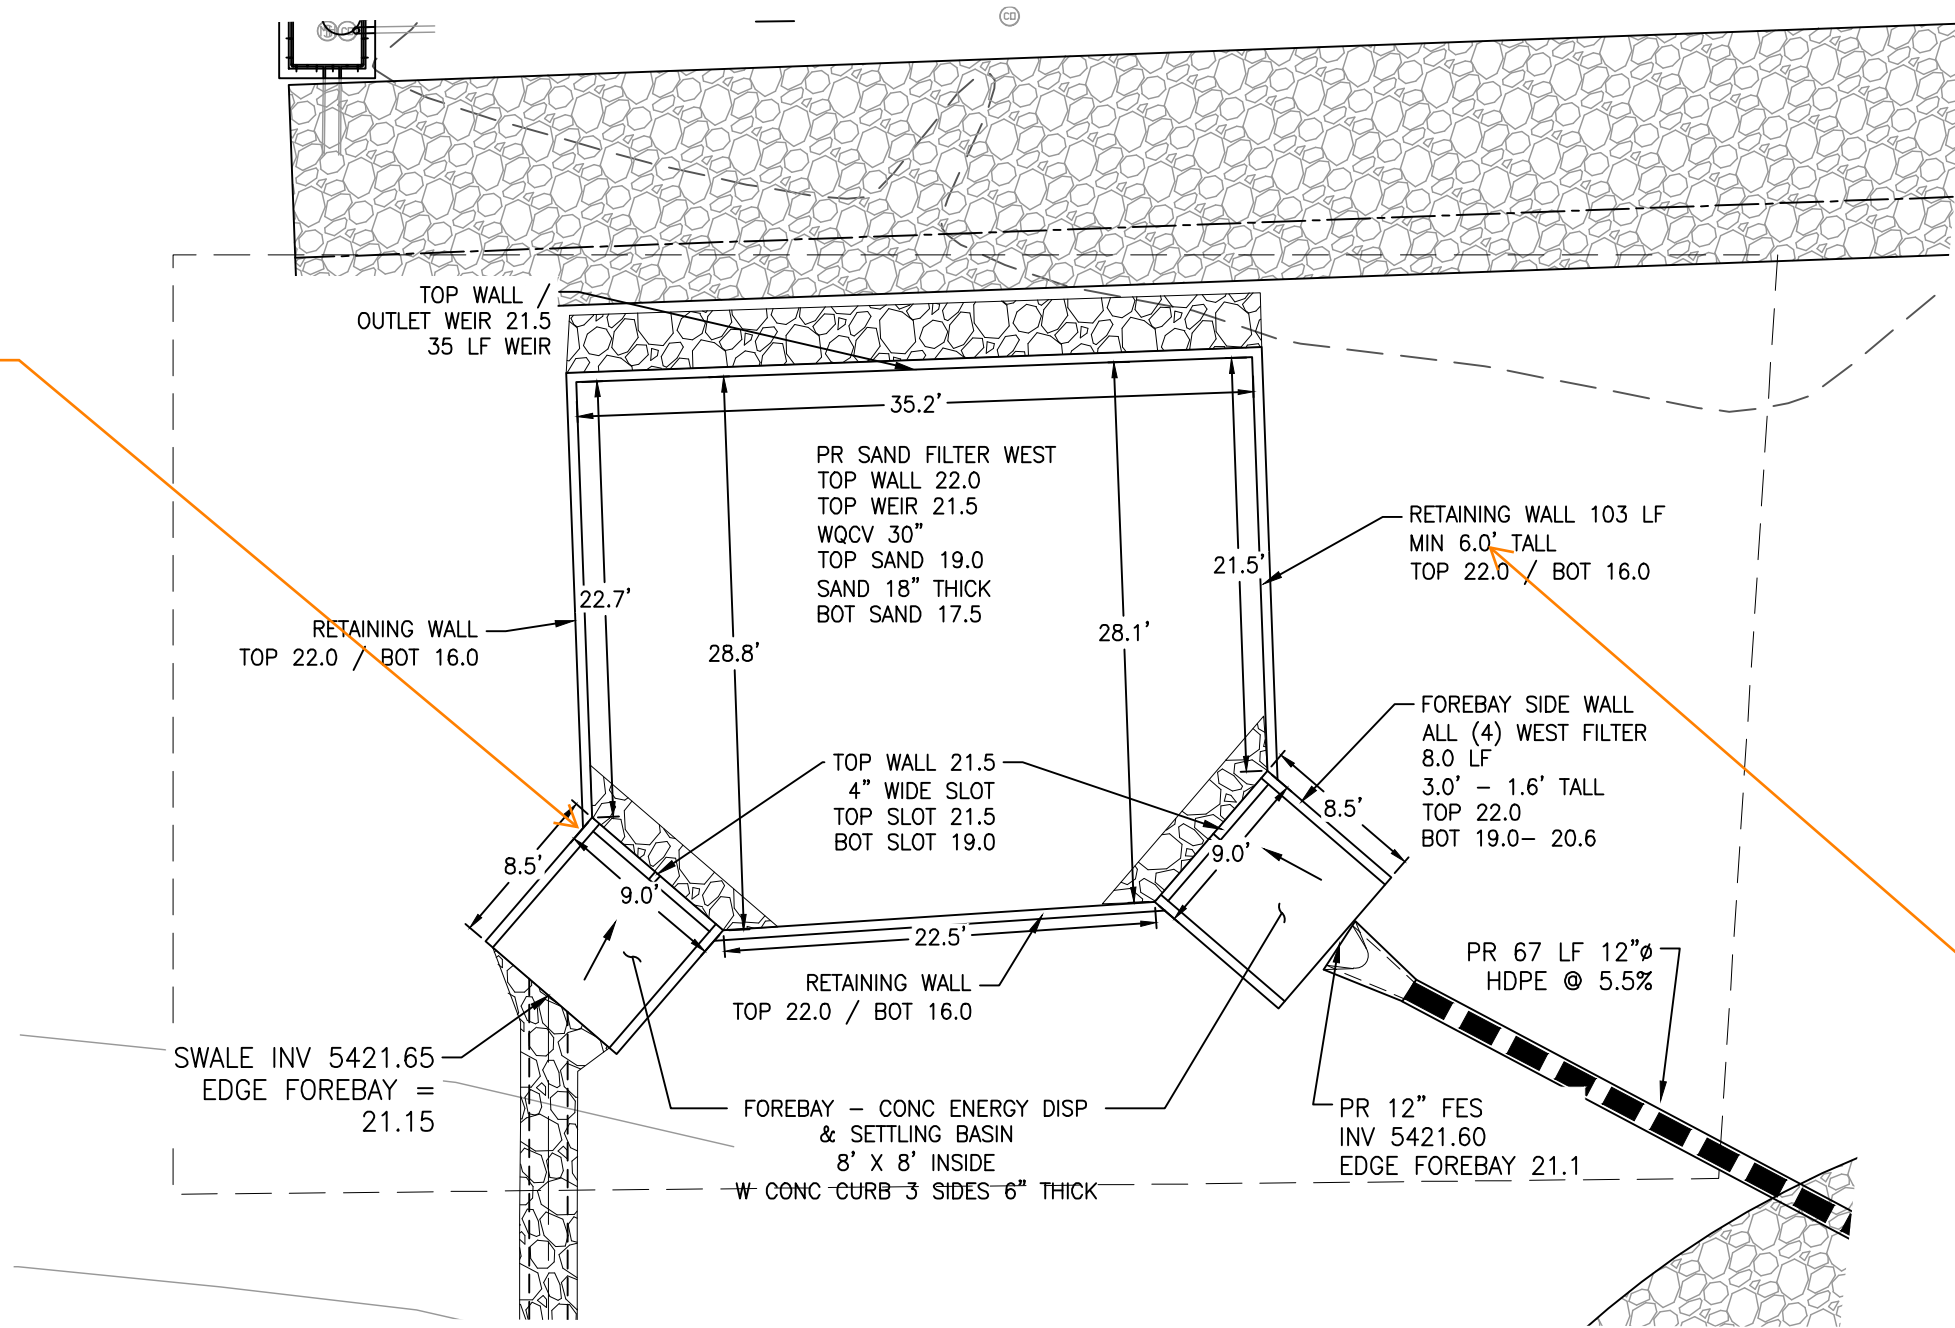 CO
CO
TOP WALL /
OUTLET WEIR 21.5
35 LF WEIR
35.2'
PR SAND FILTER WEST
TOP WALL 22.0
TOP WEIR 21.5
WQCV 30"
TOP SAND 19.0
SAND 18" THICK
BOT SAND 17.5
RETAINING WALL 103 LF
MIN 6.0' TALL
TOP 22.0 / BOT 16.0
21.5'
22.7'
28.8'
28.1'
RETAINING WALL
TOP 22.0 / BOT 16.0
FOREBAY SIDE WALL
ALL (4) WEST FILTER
8.0 LF
3.0' – 1.6' TALL
TOP 22.0
BOT 19.0– 20.6
TOP WALL 21.5
4" WIDE SLOT
TOP SLOT 21.5
BOT SLOT 19.0
8.5'
9.0'
8.5'
9.0'
22.5'
RETAINING WALL
TOP 22.0 / BOT 16.0
PR 67 LF 12"ø
HDPE @ 5.5%
SWALE INV 5421.65
EDGE FOREBAY =
21.15
FOREBAY – CONC ENERGY DISP
& SETTLING BASIN
8' X 8' INSIDE
W CONC CURB 3 SIDES 6" THICK
PR 12" FES
INV 5421.60
EDGE FOREBAY 21.1